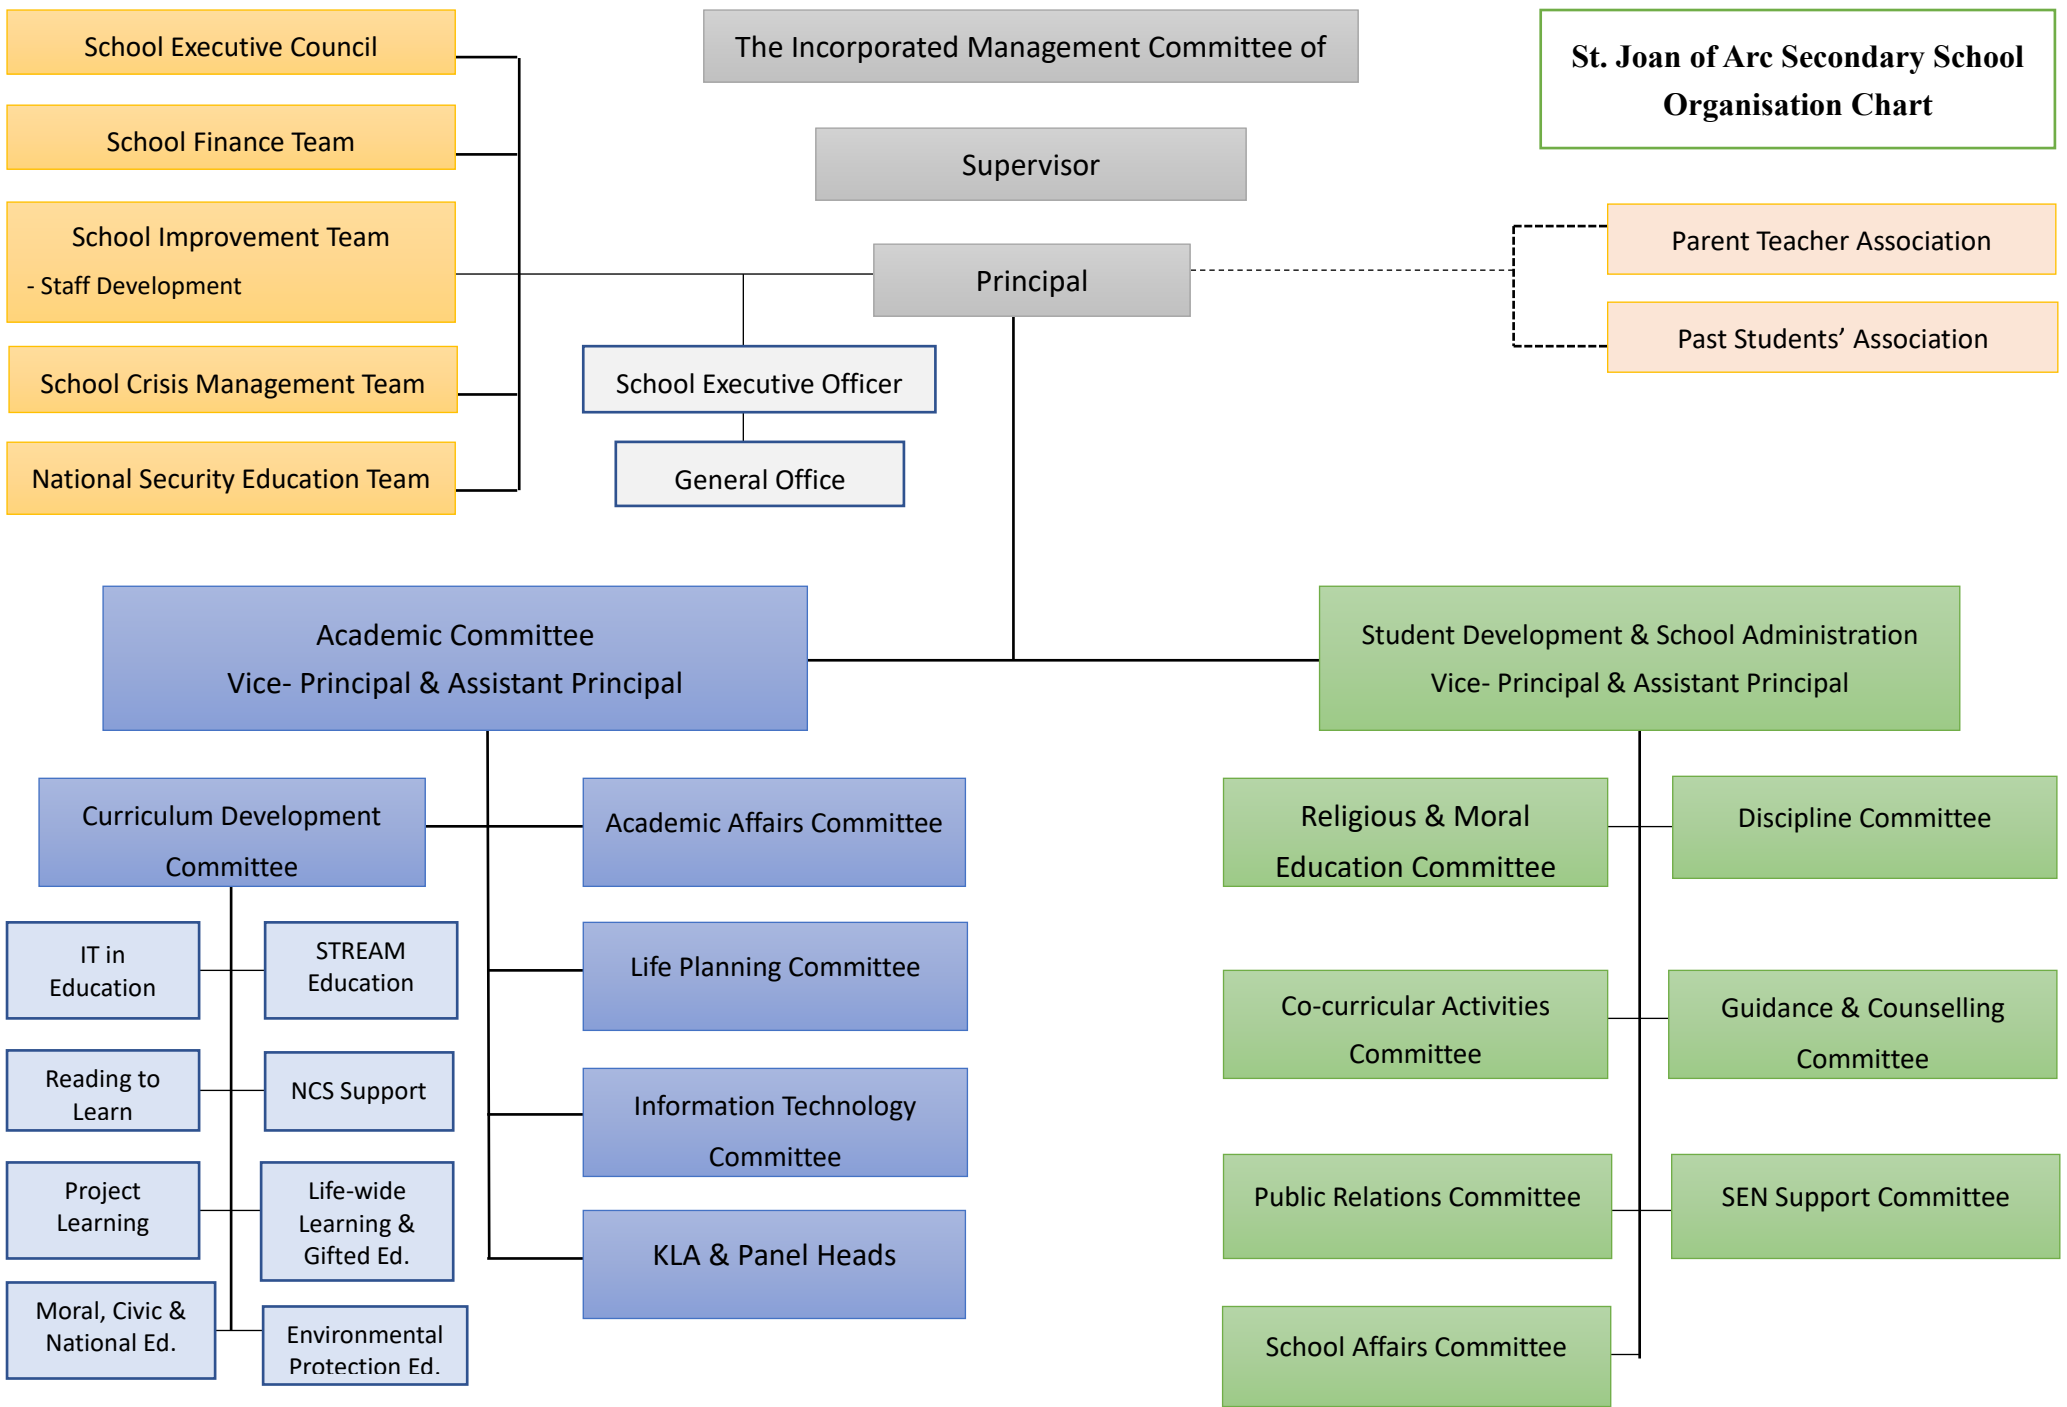 School Executive Council
The Incorporated Management Committee of
St. Joan of Arc Secondary School
Organisation Chart
School Finance Team
Supervisor
School Improvement Team
- Staff Development
Principal
Parent Teacher Association
Past Students’ Association
School Crisis Management Team
School Executive Officer
National Security Education Team
General Office
Academic Committee
Vice- Principal & Assistant Principal
Student Development & School Administration
Vice- Principal & Assistant Principal
Curriculum Development
Committee
Academic Affairs Committee
Religious & Moral
Education Committee
Discipline Committee
IT in
Education
STREAM
Education
Life Planning Committee
Co-curricular Activities
Committee
Guidance & Counselling
Committee
Reading to
Learn
NCS Support
Information Technology
Committee
Project
Learning
Life-wide
Learning &
Gifted Ed.
KLA & Panel Heads
Public Relations Committee
SEN Support Committee
Moral, Civic &
National Ed.
Environmental
Protection Ed.
School Affairs Committee